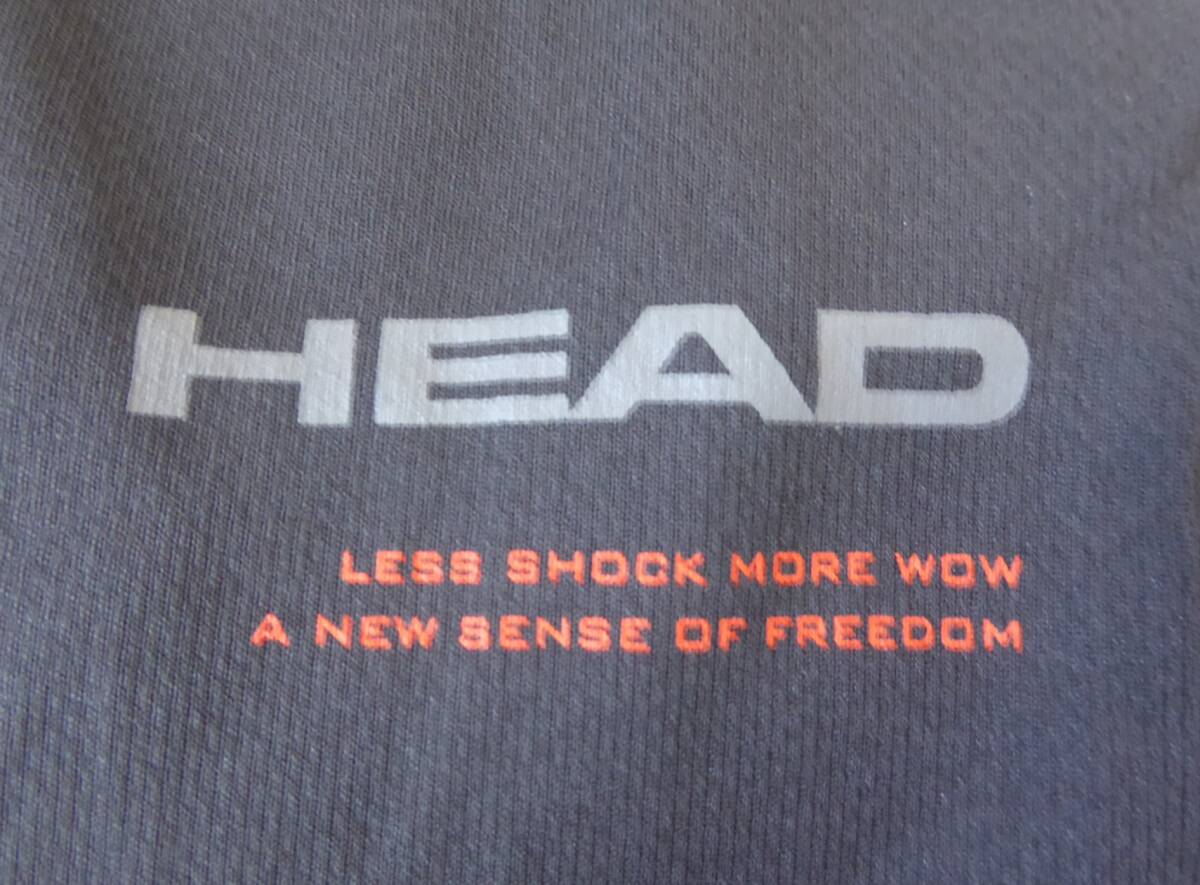 HEAD
LESS SHOCK MORE WOW
A NEW SENSE OF FREEDOM